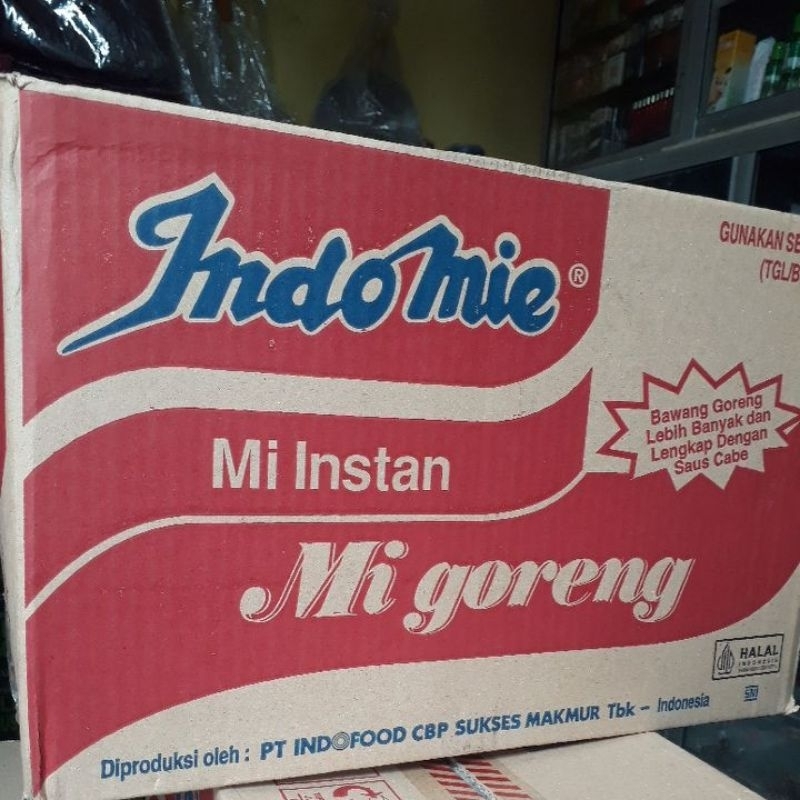 Indomie®
GUNAKAN SE
(TGL/B
Mi Instan
Bawang Goreng
Lebih Banyak dan
Lengkap Dengan
Saus Cabe
Mi goreng
HALAL
INDONESIA
SNI
Diproduksi oleh : PT INDOFOOD CBP SUKSES MAKMUR Tbk – Indonesia